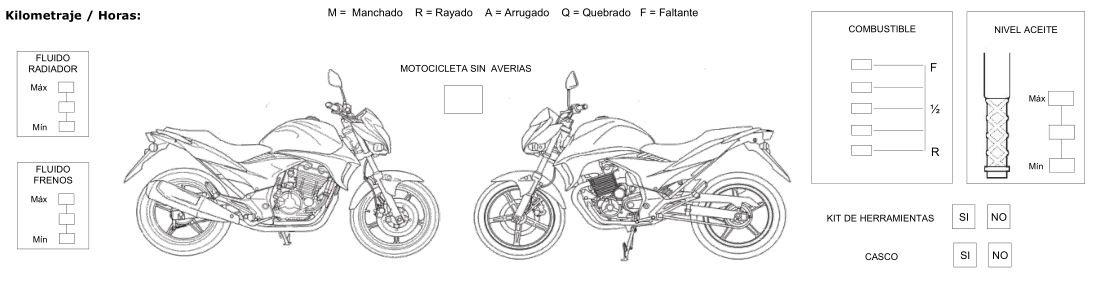 Kilometraje / Horas:
M = Manchado R = Rayado A = Arrugado Q = Quebrado F = Faltante
FLUIDO
RADIADOR
Máx
Mín
FLUIDO
FRENOS
Máx
Mín
MOTOCICLETA SIN AVERIAS
COMBUSTIBLE
F
½
R
NIVEL ACEITE
Máx
Mín
KIT DE HERRAMIENTAS SI NO
CASCO SI NO